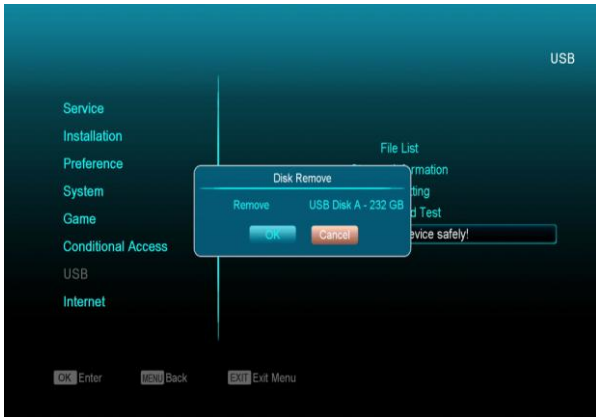 USB
Service
Installation
Preference
System
Game
Conditional Access
USB
Internet
File List
rmation
ting
d Test
evice safely!
Disk Remove
Remove USB Disk A - 232 GB
OK Cancel
OK Enter MENU Back EXIT Exit Menu